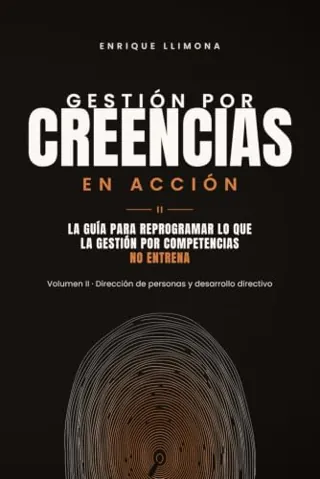 ENRIQUE LLIMONA
GESTIÓN POR
CREENCIAS
EN ACCIÓN
II
LA GUÍA PARA REPROGRAMAR LO QUE
LA GESTIÓN POR COMPETENCIAS
NO ENTRENA
Volumen II · Dirección de personas y desarrollo directivo